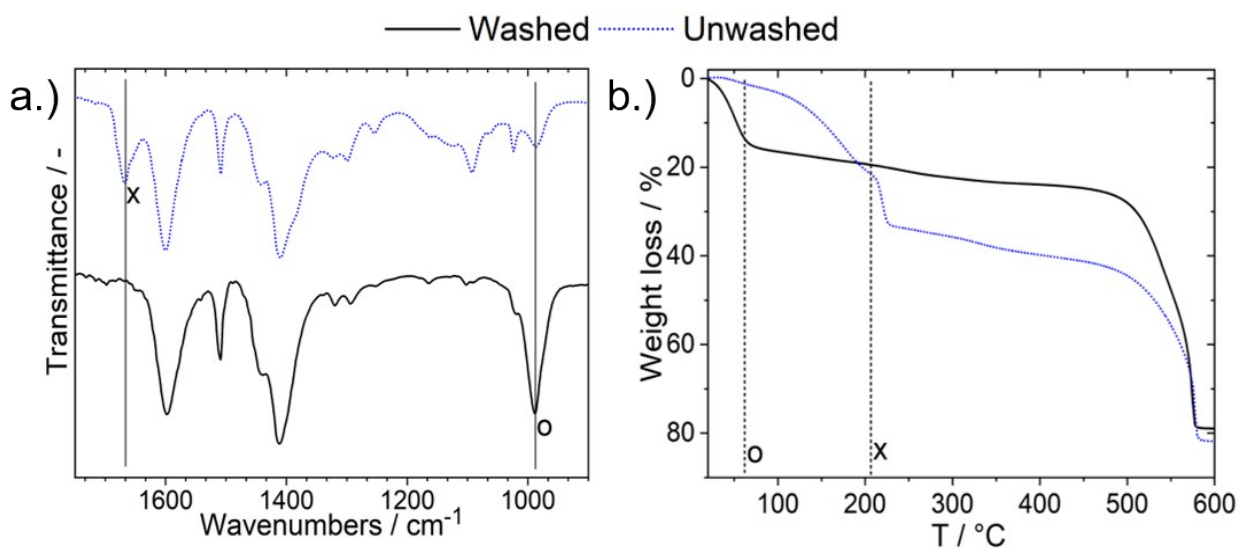 Washed Unwashed
a.)
Transmittance / -
x
o
1600 1400 1200 1000
Wavenumbers / cm⁻¹
b.)
Weight loss / %
0
20
40
60
80
o
x
100 200 300 400 500 600
T / °C